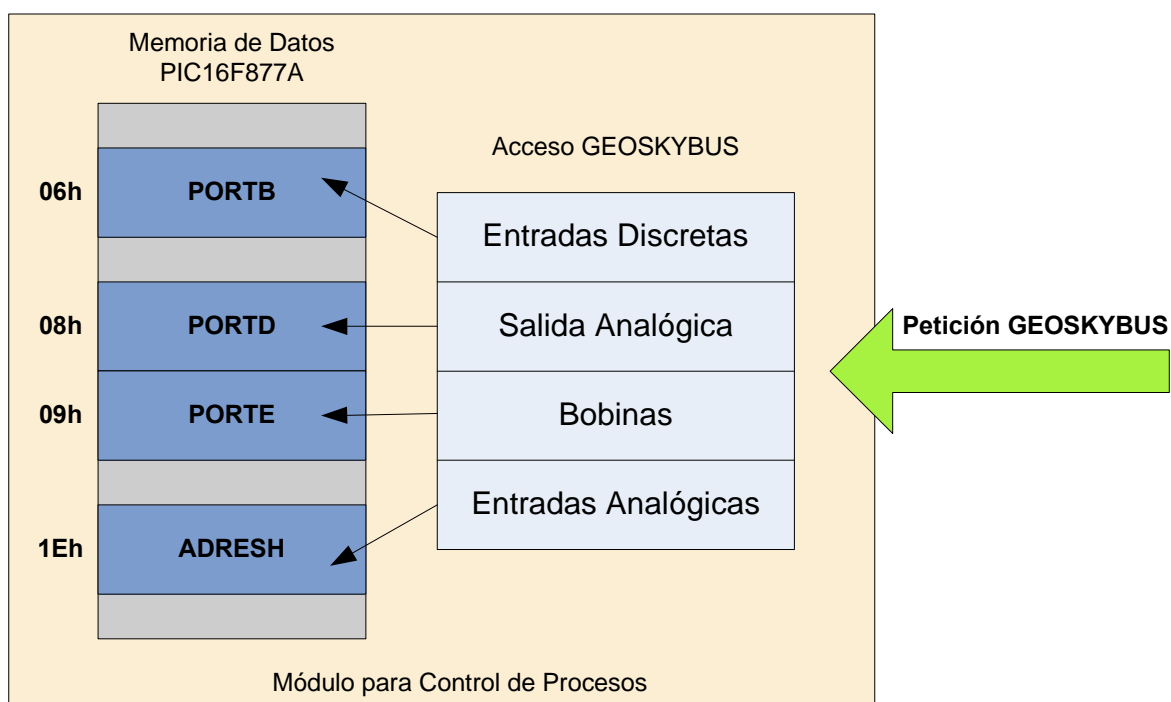 Memoria de Datos
PIC16F877A
Acceso GEOSKYBUS
06h
PORTB
Entradas Discretas
08h
PORTD
Salida Analógica
Petición GEOSKYBUS
09h
PORTE
Bobinas
Entradas Analógicas
1Eh
ADRESH
Módulo para Control de Procesos